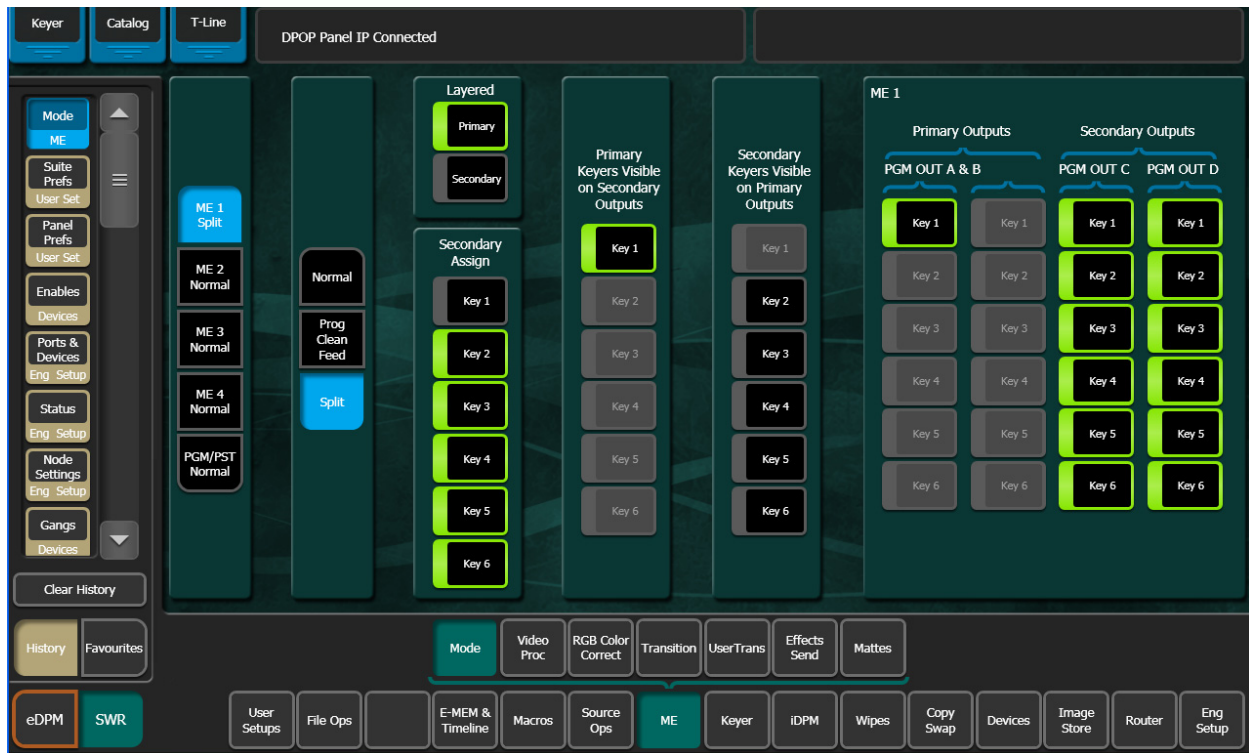 Keyer
Catalog
T-Line
DPOP Panel IP Connected
Mode
ME
Suite
Prefs
User Set
Panel
Prefs
User Set
Enables
Devices
Ports &
Devices
Eng Setup
Status
Eng Setup
Node
Settings
Eng Setup
Gangs
Devices
Clear History
History
Favourites
ME 1
Split
ME 2
Normal
ME 3
Normal
ME 4
Normal
PGM/PST
Normal
Normal
Prog
Clean
Feed
Split
Layered
Primary
Secondary
Secondary
Assign
Key 1
Key 2
Key 3
Key 4
Key 5
Key 6
Primary
Keyers Visible
on Secondary
Outputs
Key 1
Key 2
Key 3
Key 4
Key 5
Key 6
Secondary
Keyers Visible
on Primary
Outputs
Key 1
Key 2
Key 3
Key 4
Key 5
Key 6
ME 1
Primary Outputs
Secondary Outputs
PGM OUT A & B
PGM OUT C
PGM OUT D
Key 1 Key 1 Key 1 Key 1
Key 2 Key 2 Key 2 Key 2
Key 3 Key 3 Key 3 Key 3
Key 4 Key 4 Key 4 Key 4
Key 5 Key 5 Key 5 Key 5
Key 6 Key 6 Key 6 Key 6
Mode
Video
Proc
RGB Color
Correct
Transition
UserTrans
Effects
Send
Mattes
eDPM
SWR
User
Setups
File Ops
E-MEM &
Timeline
Macros
Source
Ops
ME
Keyer
iDPM
Wipes
Copy
Swap
Devices
Image
Store
Router
Eng
Setup